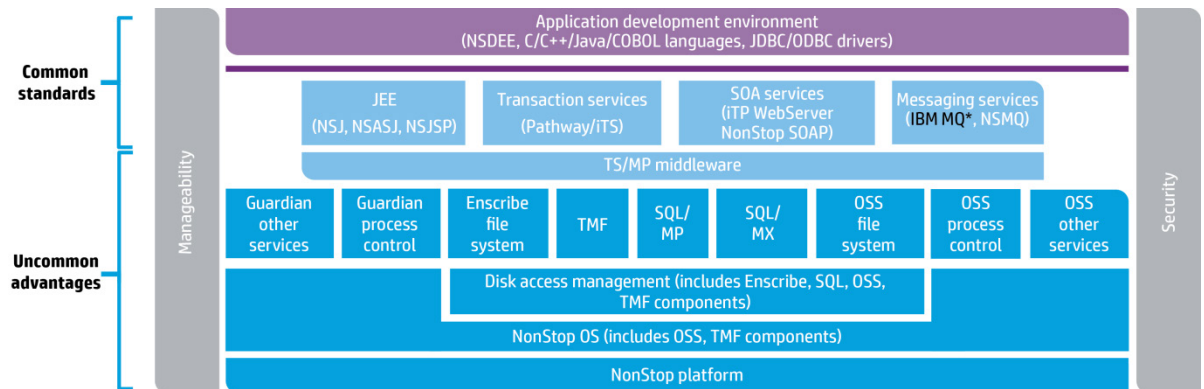 Application development environment
(NSDEE, C/C++/Java/COBOL languages, JDBC/ODBC drivers)
Common
standards
JEE
(NSJ, NSASJ, NSJSP)
Transaction services
(Pathway/iTS)
SOA services
(iTP WebServer
NonStop SOAP)
Messaging services
(IBM MQ*, NSMQ)
TS/MP middleware
Manageability
Security
Uncommon
advantages
Guardian
other
services
Guardian
process
control
Enscribe
file
system
TMF
SQL/
MP
SQL/
MX
OSS
file
system
OSS
process
control
OSS
other
services
Disk access management (includes Enscribe, SQL, OSS,
TMF components)
NonStop OS (includes OSS, TMF components)
NonStop platform